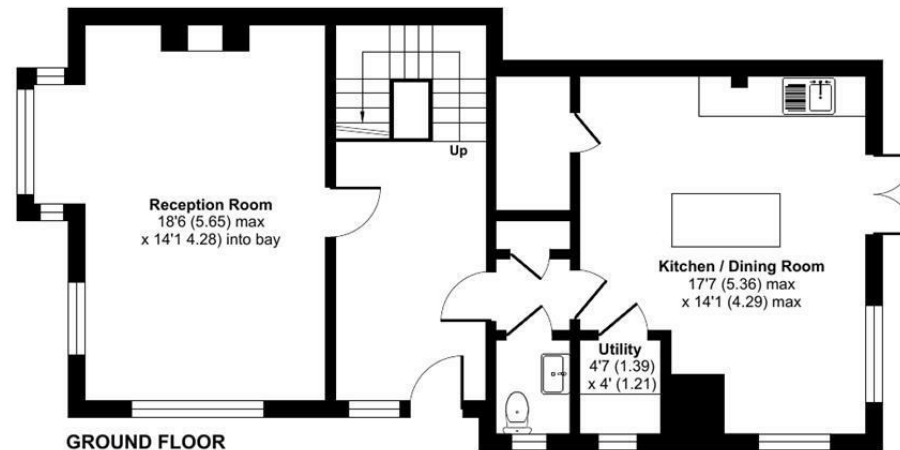 Up
Reception Room
18'6 (5.65) max
x 14'1 4.28) into bay
Kitchen / Dining Room
17'7 (5.36) max
x 14'1 (4.29) max
Utility
4'7 (1.39)
x 4' (1.21)
GROUND FLOOR